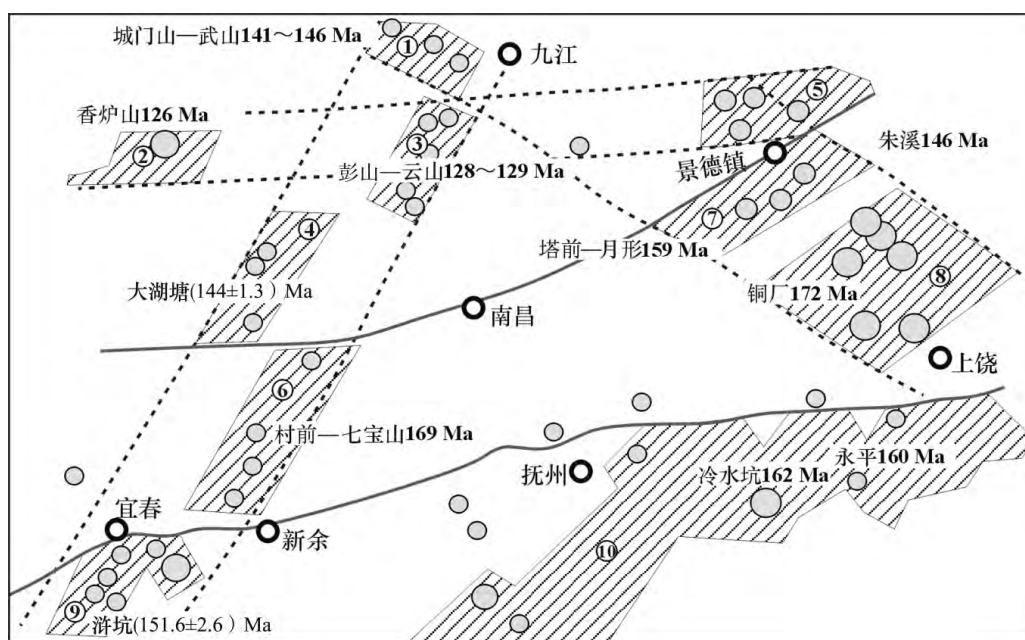 城门山—武山141～146 Ma
①
九江
香炉山126 Ma
②
③
⑤
朱溪146 Ma
景德镇
彭山—云山128～129 Ma
④
⑦
塔前—月形159 Ma
大湖塘(144±1.3）Ma
铜厂172 Ma
⑧
南昌
上饶
⑥
村前—七宝山169 Ma
抚州
冷水坑162 Ma
永平160 Ma
宜春
新余
⑩
⑨
浒坑(151.6±2.6）Ma